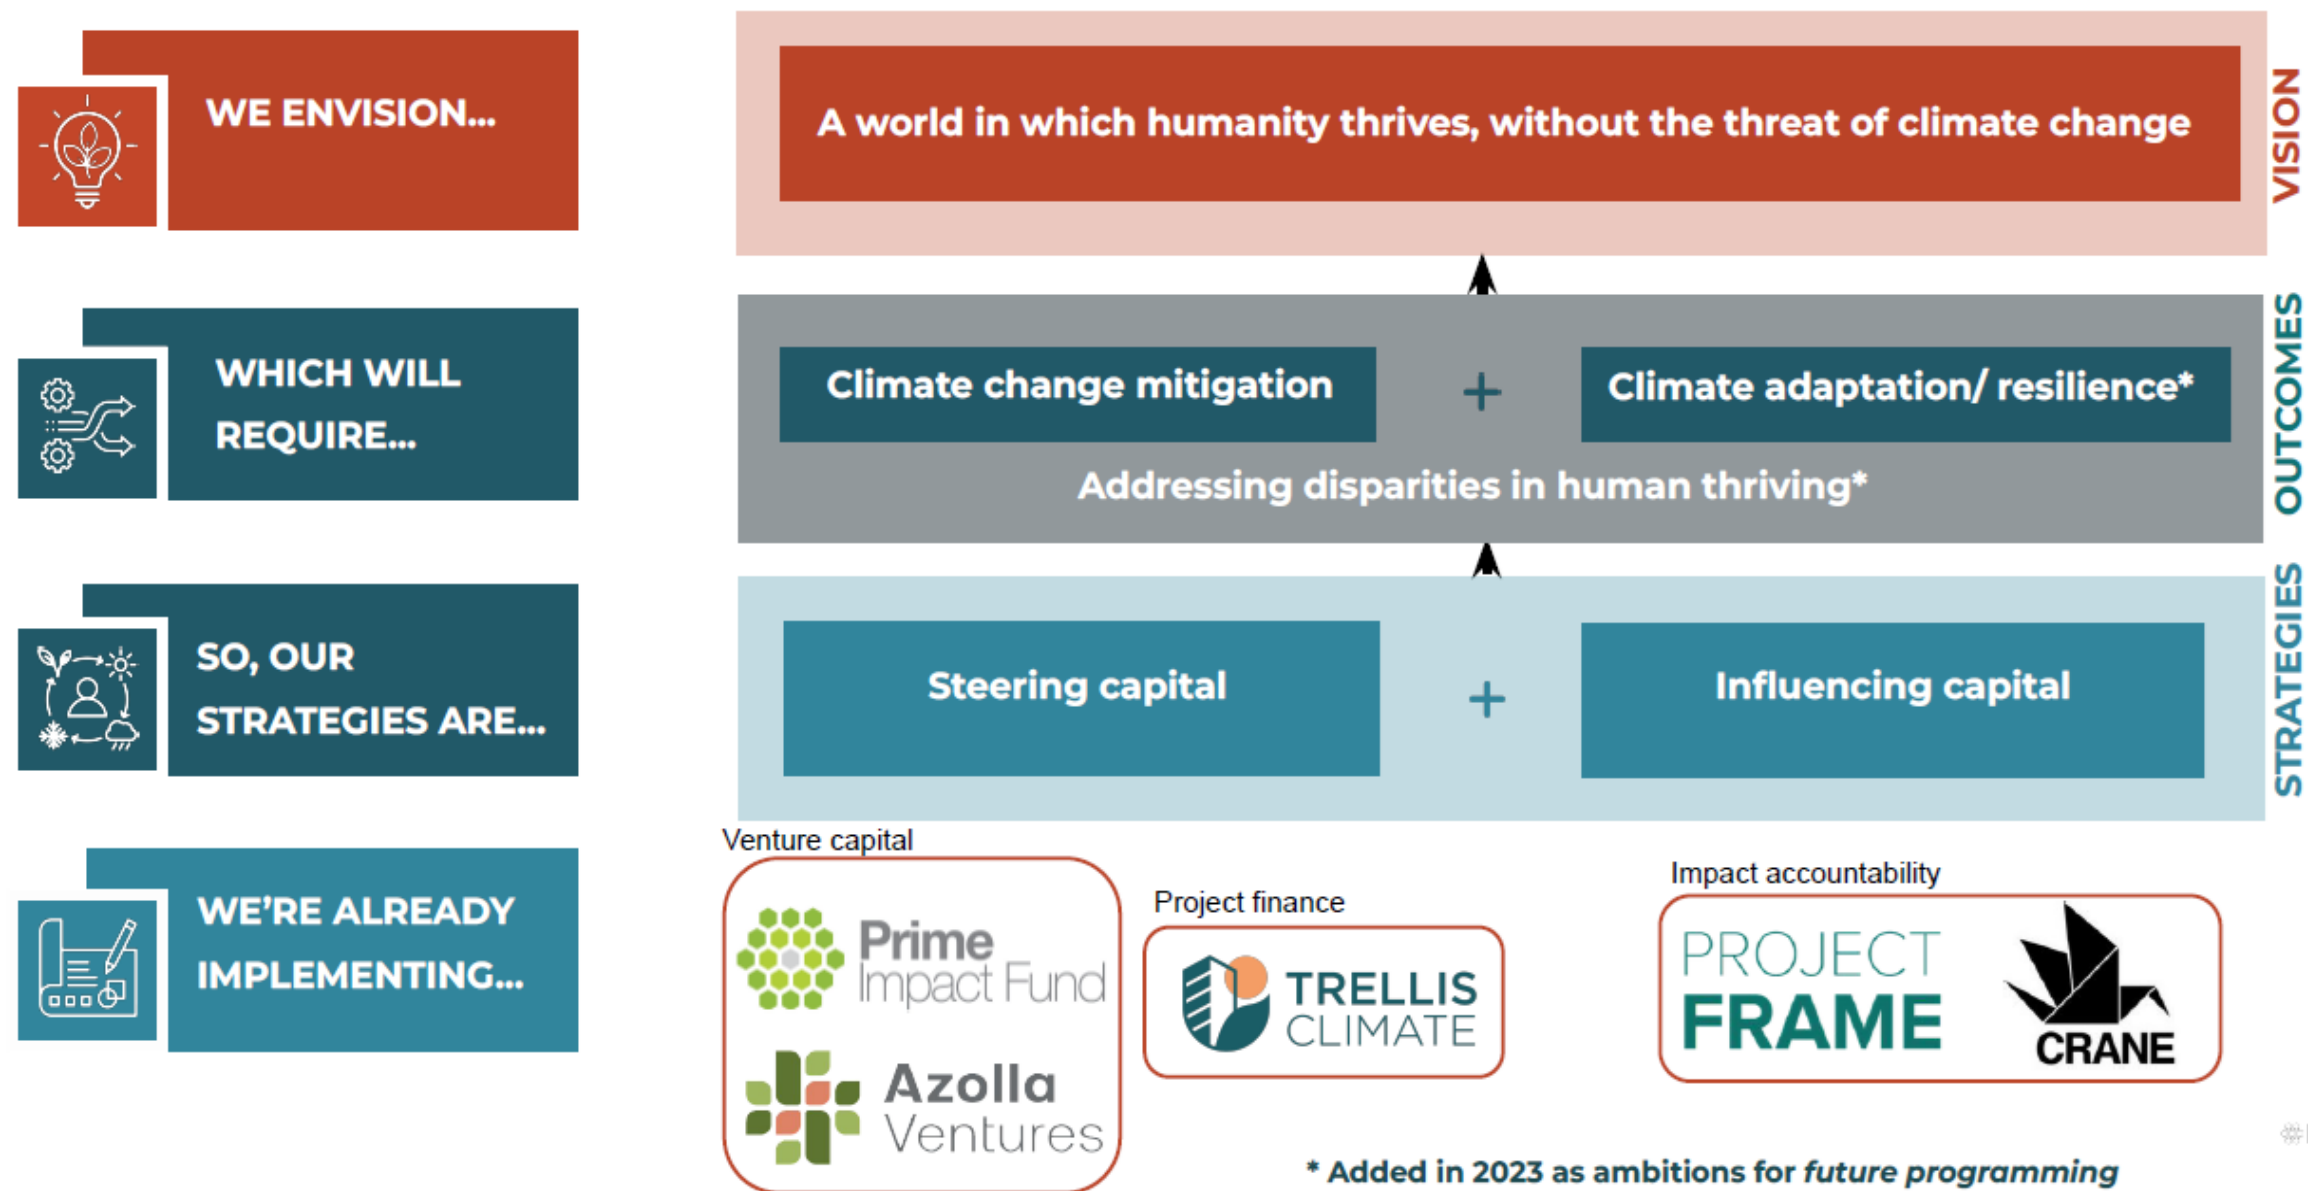 WE ENVISION...
A world in which humanity thrives, without the threat of climate change
VISION
WHICH WILL
REQUIRE...
Climate change mitigation
+
Climate adaptation/ resilience*
Addressing disparities in human thriving*
OUTCOMES
SO, OUR
STRATEGIES ARE...
Steering capital
+
Influencing capital
STRATEGIES
WE'RE ALREADY
IMPLEMENTING...
Venture capital
Prime
Impact Fund
Azolla
Ventures
Project finance
TRELLIS
CLIMATE
Impact accountability
PROJECT
FRAME
CRANE
* Added in 2023 as ambitions for future programming